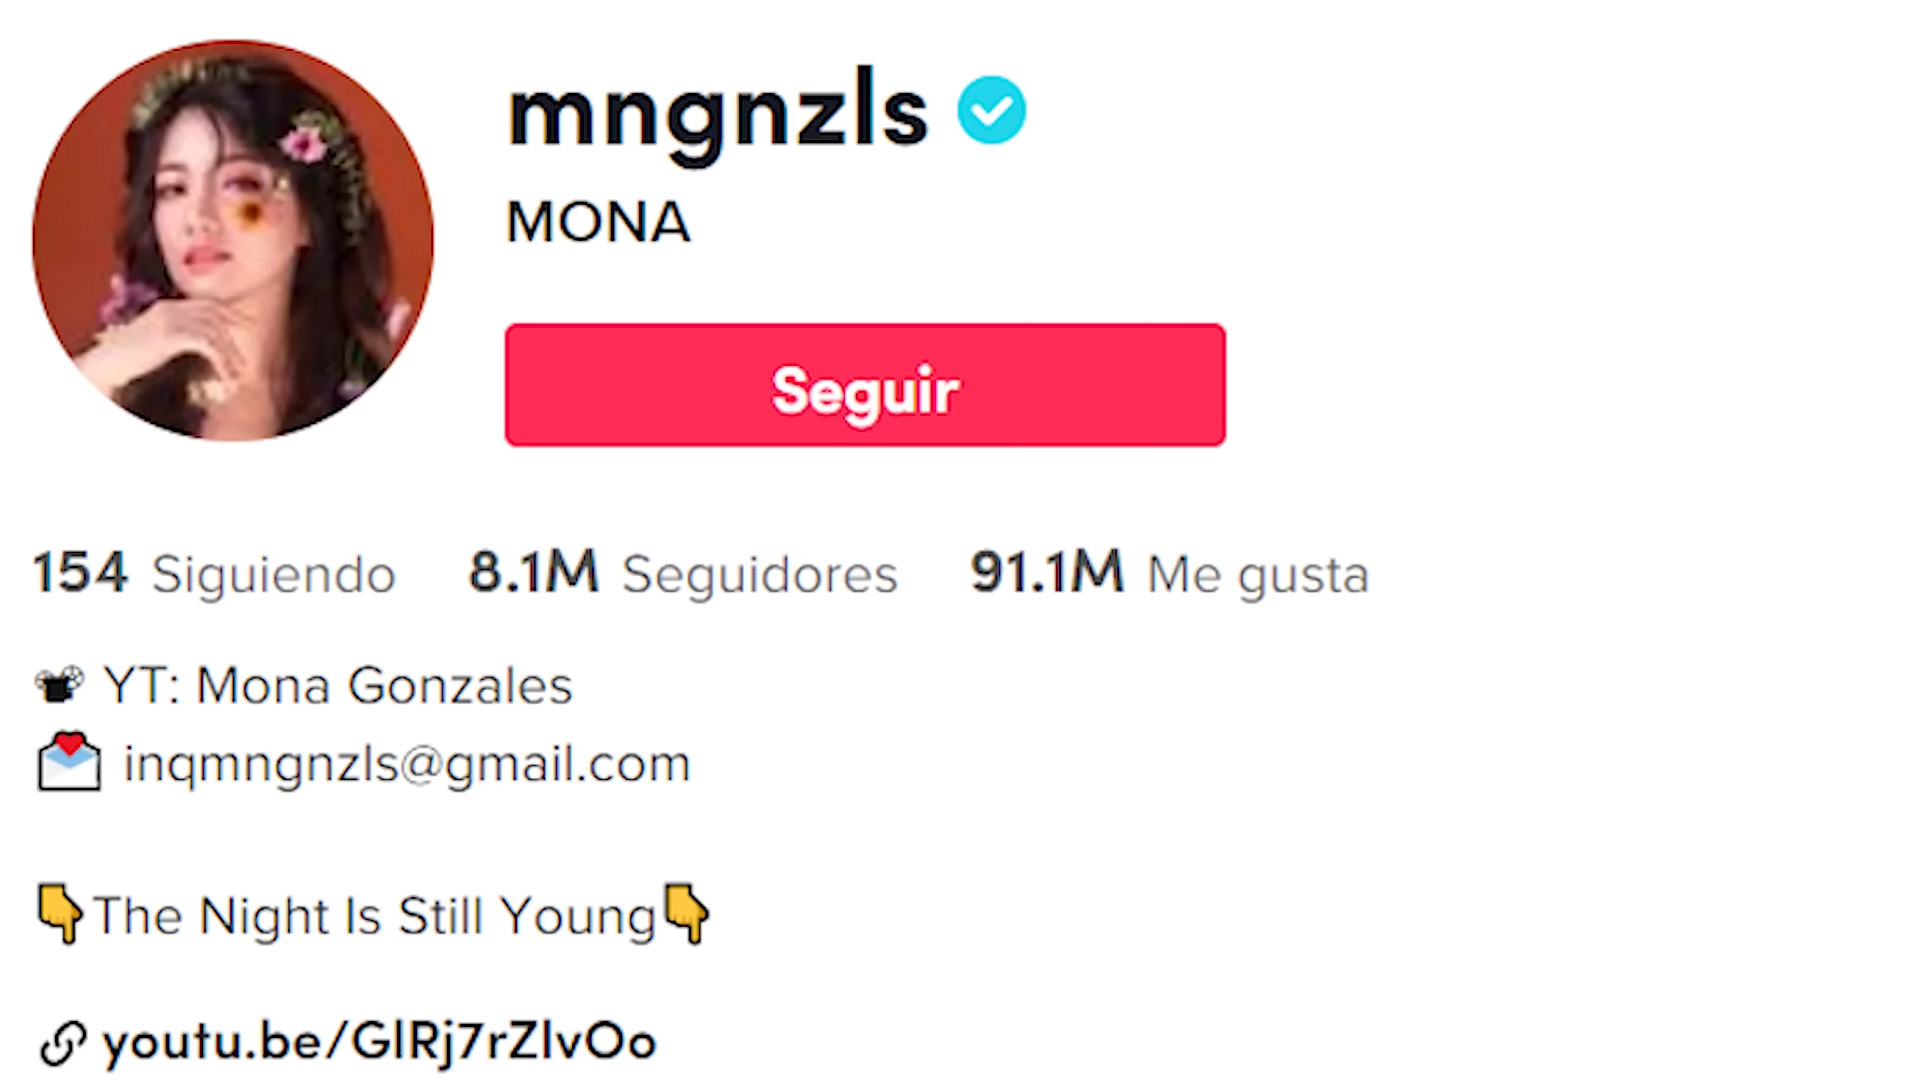 mngnzls
MONA
Seguir
154 Siguiendo 8.1M Seguidores 91.1M Me gusta
YT: Mona Gonzales
inqmngnzls@gmail.com
👇The Night Is Still Young👇
youtu.be/GlRj7rZlvOo